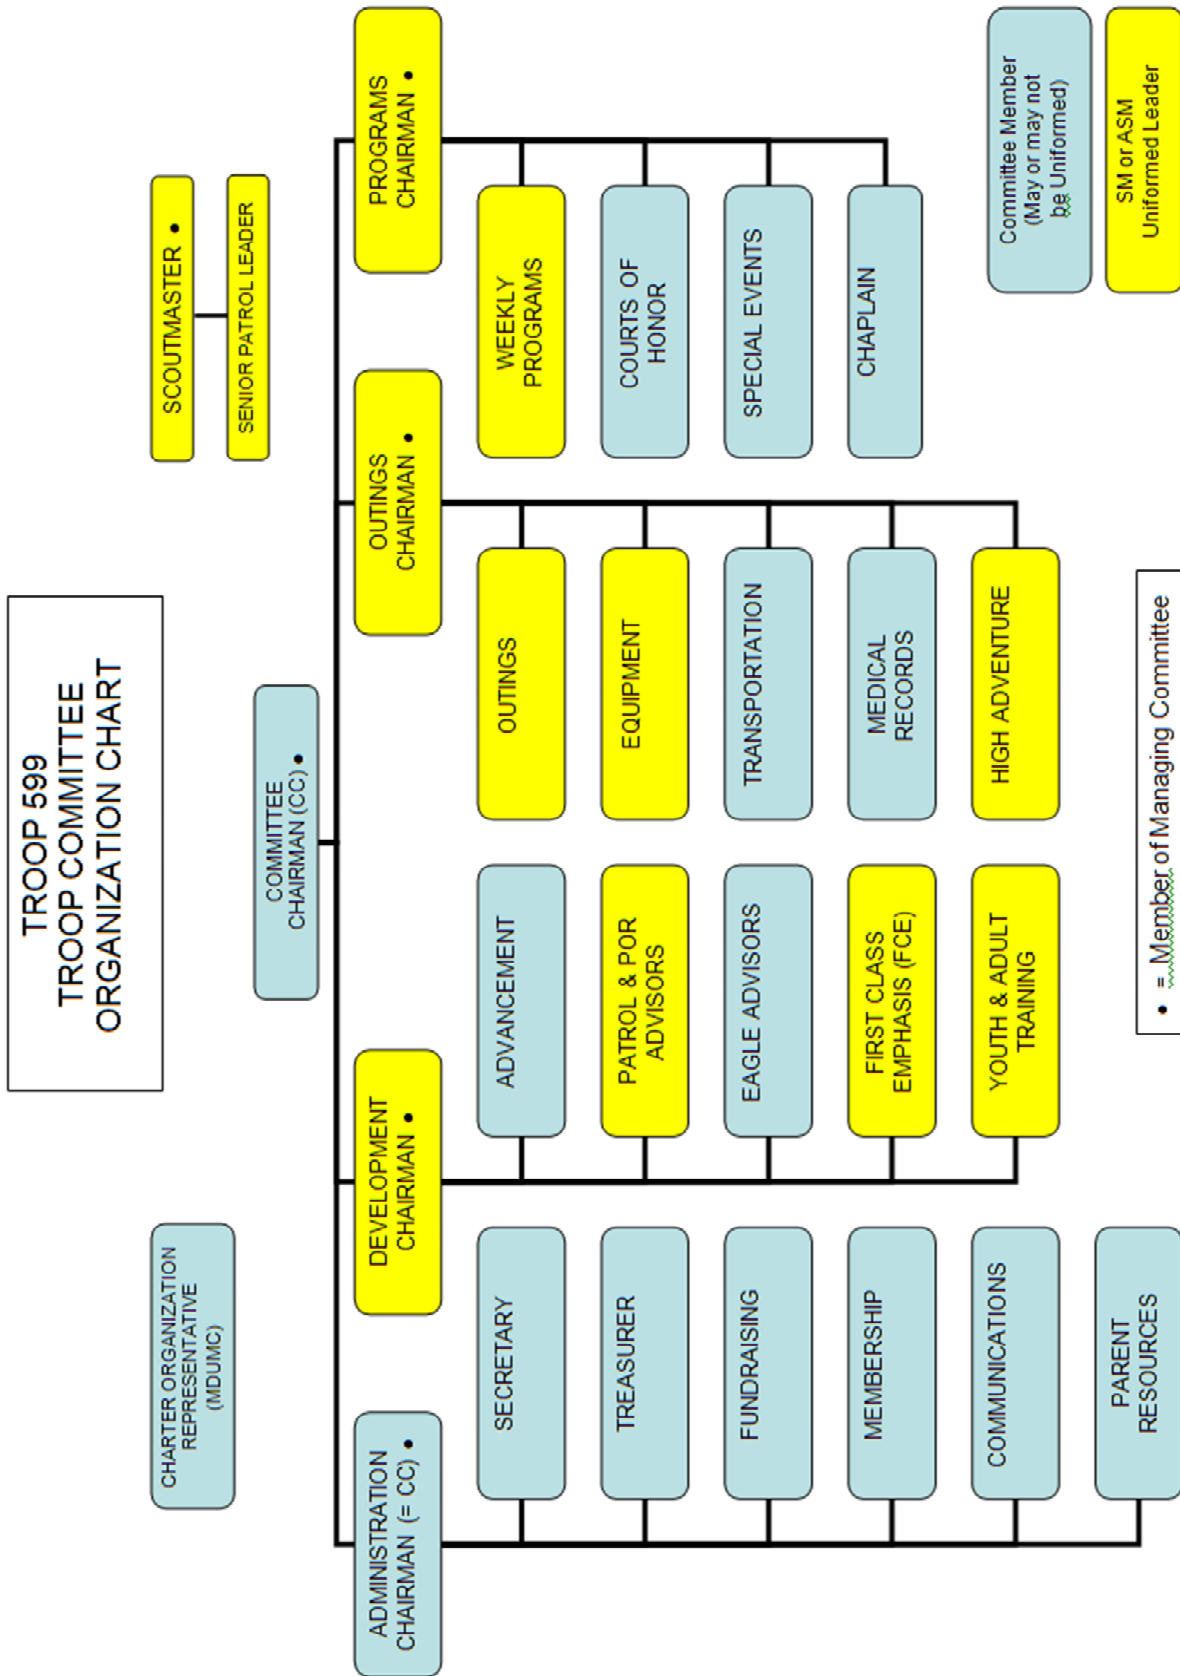 TROOP 599
TROOP COMMITTEE
ORGANIZATION CHART
CHARTER ORGANIZATION
REPRESENTATIVE
(MDUMC)
SCOUTMASTER •
SENIOR PATROL LEADER
COMMITTEE
CHAIRMAN (CC) •
ADMINISTRATION
CHAIRMAN (= CC) •
SECRETARY
TREASURER
FUNDRAISING
MEMBERSHIP
COMMUNICATIONS
PARENT
RESOURCES
DEVELOPMENT
CHAIRMAN •
ADVANCEMENT
PATROL & POR
ADVISORS
EAGLE ADVISORS
FIRST CLASS
EMPHASIS (FCE)
YOUTH & ADULT
TRAINING
OUTINGS
CHAIRMAN •
OUTINGS
EQUIPMENT
TRANSPORTATION
MEDICAL
RECORDS
HIGH ADVENTURE
PROGRAMS
CHAIRMAN •
WEEKLY
PROGRAMS
COURTS OF
HONOR
SPECIAL EVENTS
CHAPLAIN
Committee Member
(May or may not
be Uniformed)
SM or ASM
Uniformed Leader
• = Member of Managing Committee